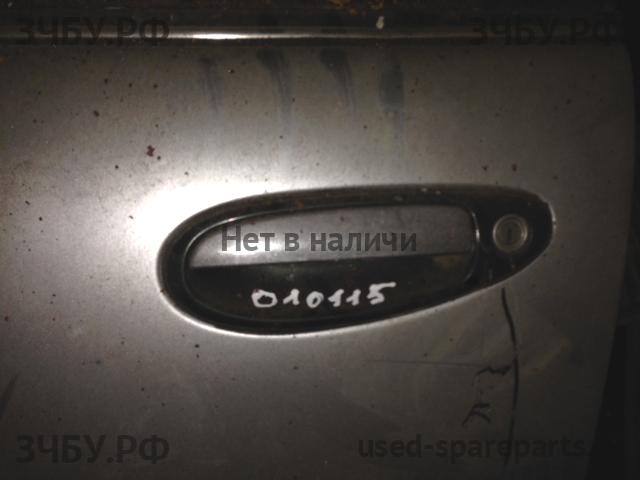 ЗЧБУ.РФ ЗЧБУ.РФ
Нет в наличи
010115
ЗЧБУ.РФ used-spareparts.